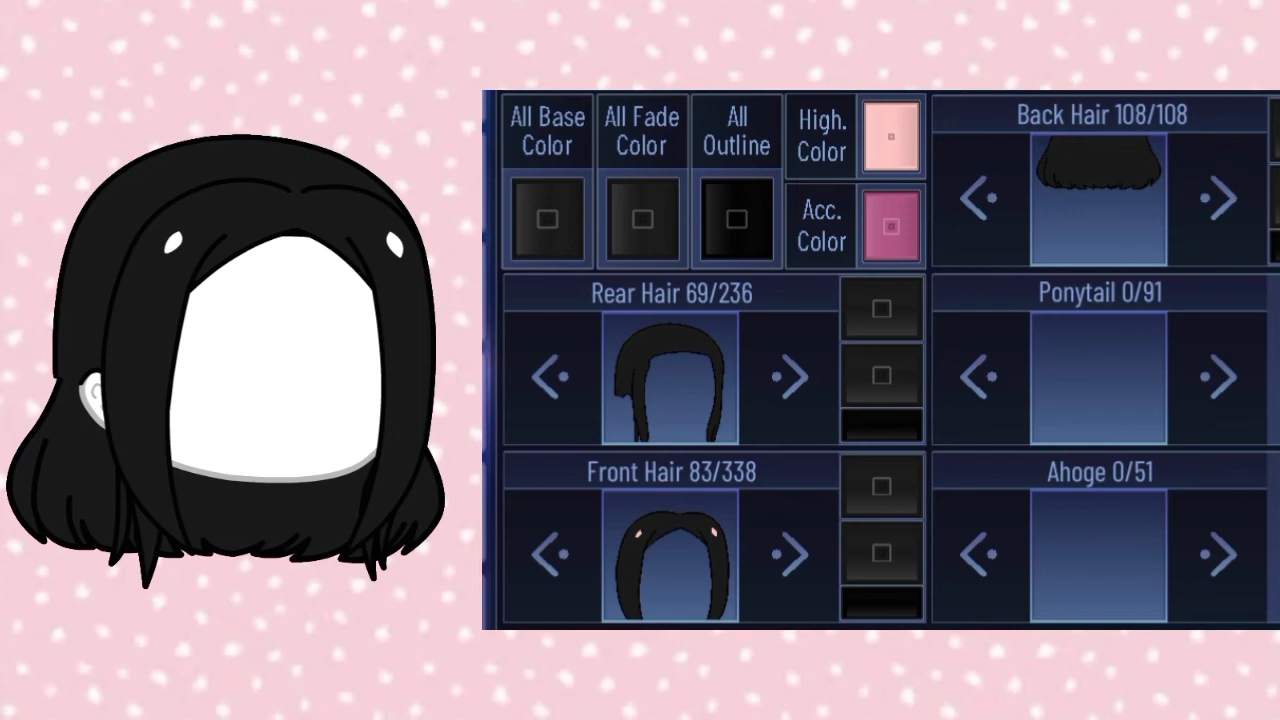 All Base
Color
All Fade
Color
All
Outline
High.
Color
Acc.
Color
Back Hair 108/108
Rear Hair 69/236
Ponytail 0/91
Front Hair 83/338
Ahoge 0/51